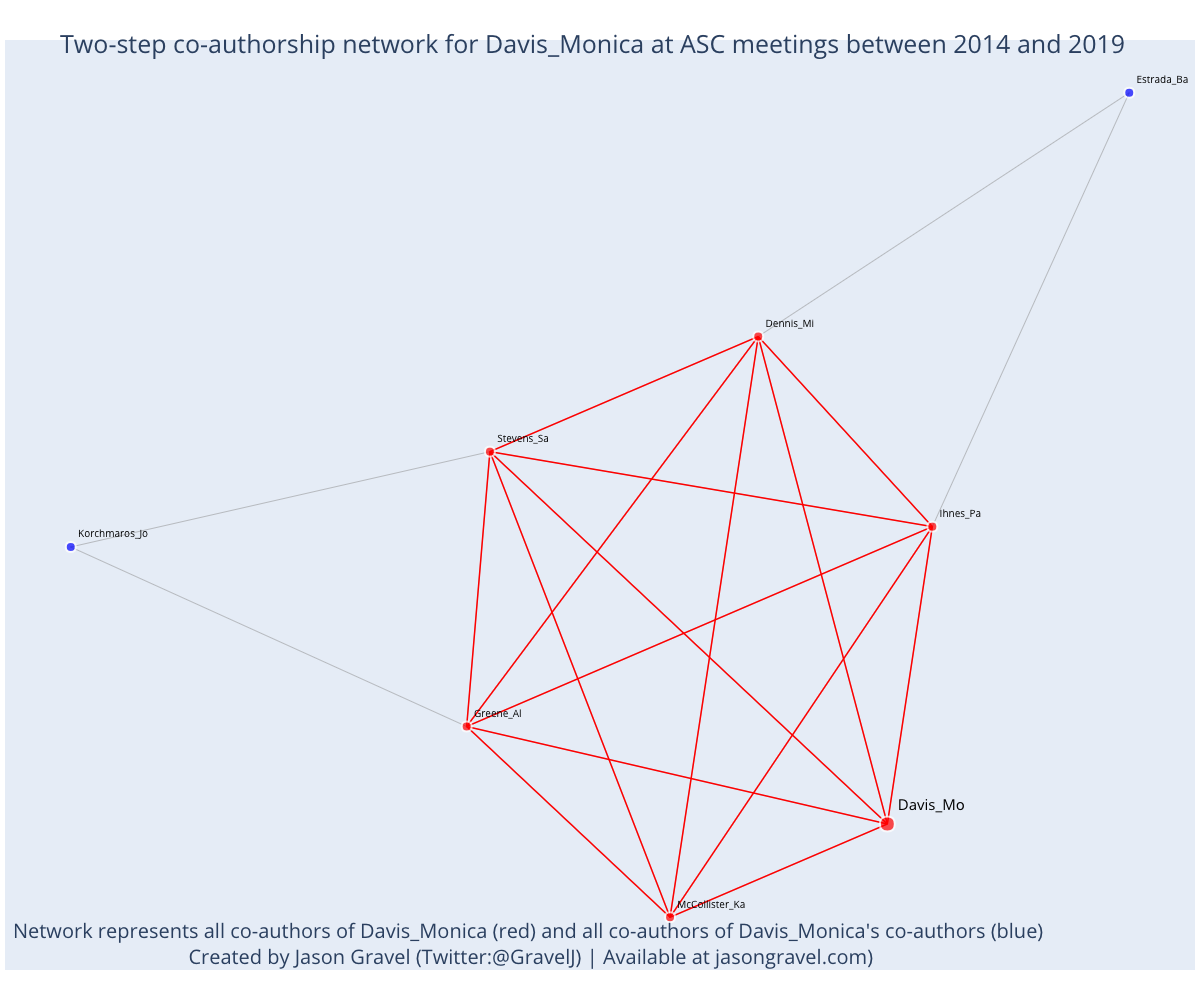 Two-step co-authorship network for Davis_Monica at ASC meetings between 2014 and 2019
Estrada_Ba
Dennis_Mi
Stevens_Sa
Ihnes_Pa
Korchmaros_Jo
Greene_Al
Davis_Mo
McCollister_Ka
Network represents all co-authors of Davis_Monica (red) and all co-authors of Davis_Monica's co-authors (blue)
Created by Jason Gravel (Twitter:@GravelJ) | Available at jasongravel.com)